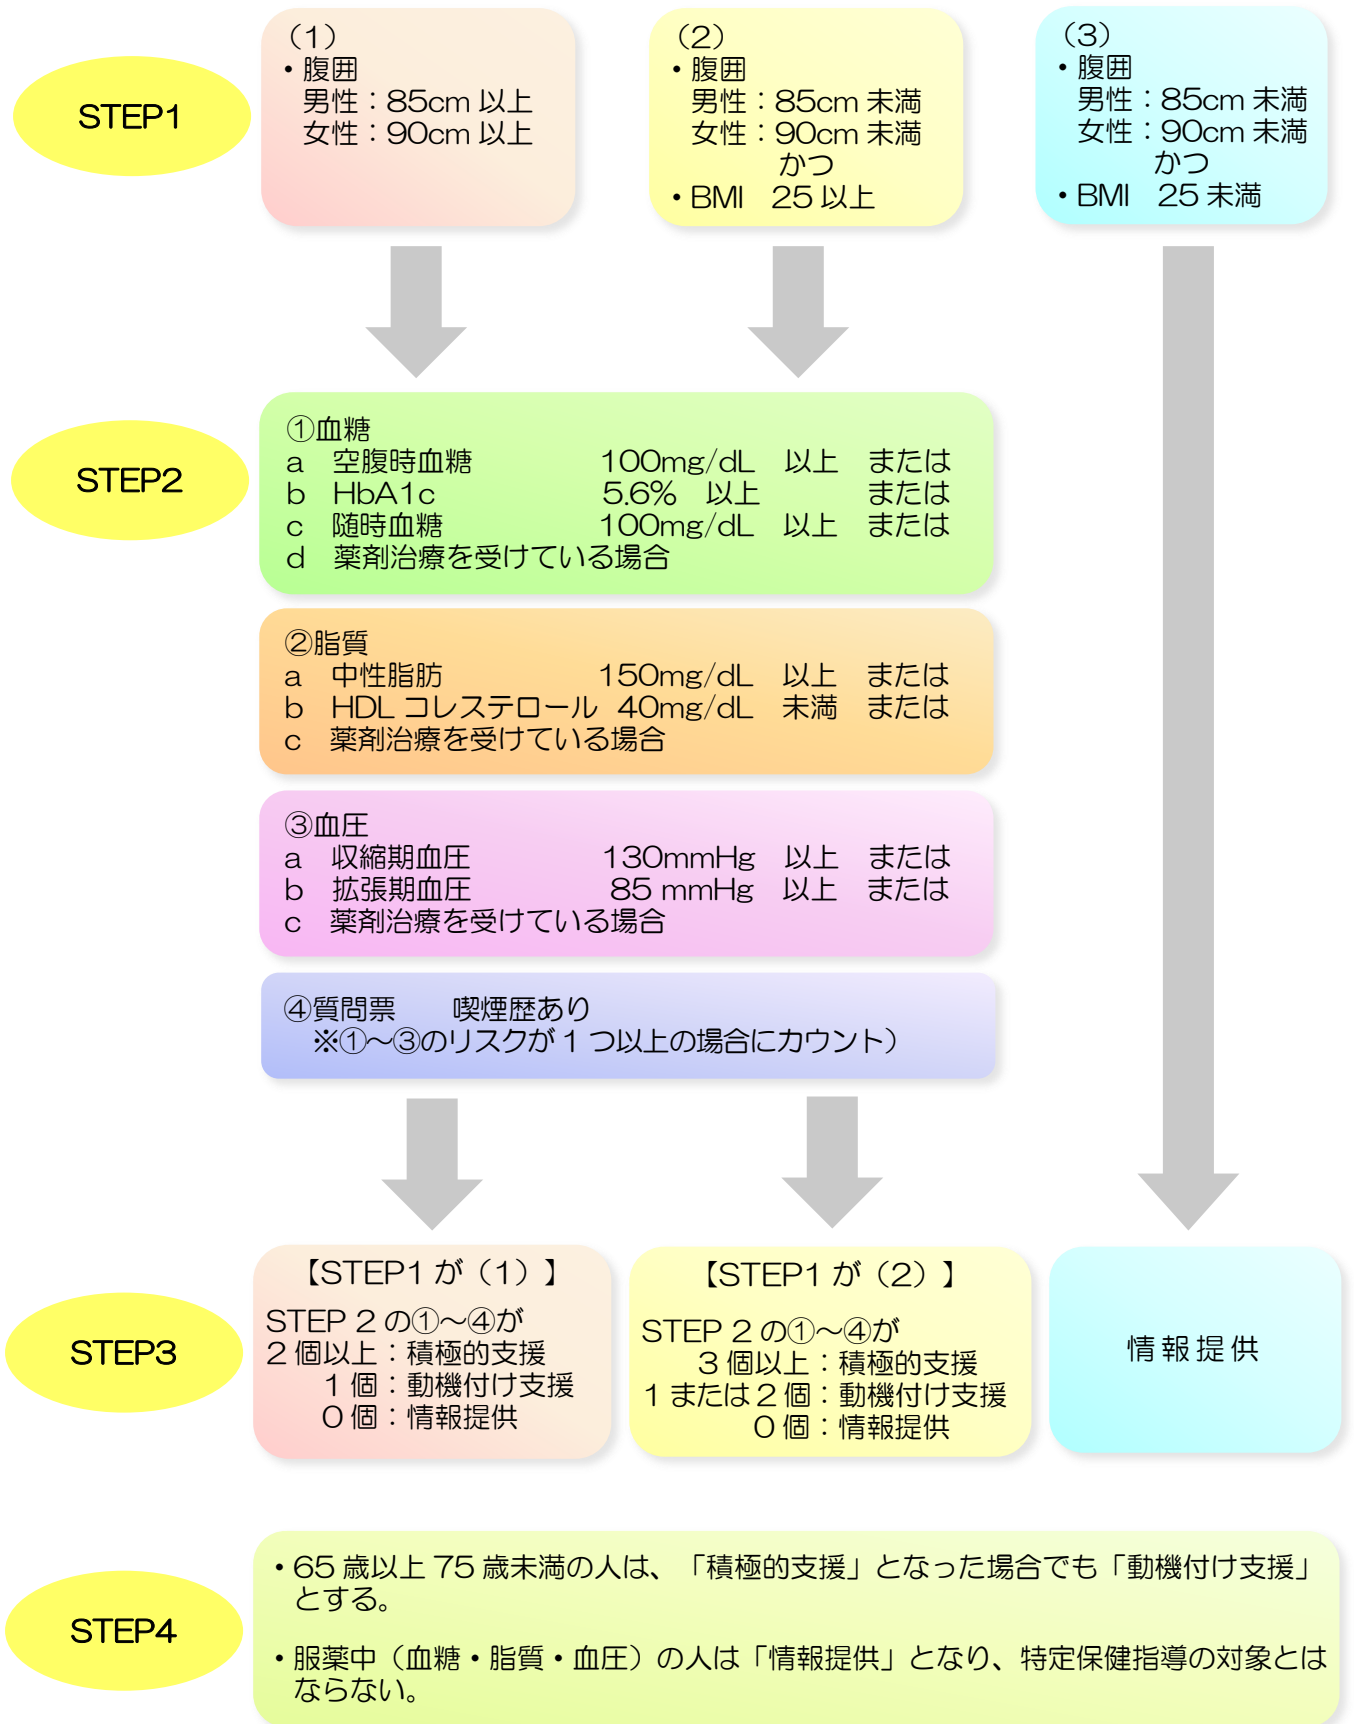 STEP1
（1）
・腹囲
男性：85cm 以上
女性：90cm 以上
（2）
・腹囲
男性：85cm 未満
女性：90cm 未満
かつ
・BMI　25 以上
（3）
・腹囲
男性：85cm 未満
女性：90cm 未満
かつ
・BMI　25 未満
STEP2
①血糖
a　空腹時血糖　100mg/dL　以上　または
b　HbA1c　5.6%　以上　または
c　随時血糖　100mg/dL　以上　または
d　薬剤治療を受けている場合
②脂質
a　中性脂肪　150mg/dL　以上　または
b　HDL コレステロール　40mg/dL　未満　または
c　薬剤治療を受けている場合
③血圧
a　収縮期血圧　130mmHg　以上　または
b　拡張期血圧　85 mmHg　以上　または
c　薬剤治療を受けている場合
④質問票　喫煙歴あり
※①～③のリスクが 1 つ以上の場合にカウント）
STEP3
【STEP1 が（1）】
STEP 2 の①～④が
2 個以上：積極的支援
1 個：動機付け支援
0 個：情報提供
【STEP1 が（2）】
STEP 2 の①～④が
3 個以上：積極的支援
1 または 2 個：動機付け支援
0 個：情報提供
情報提供
STEP4
・65 歳以上 75 歳未満の人は、「積極的支援」となった場合でも「動機付け支援」
とする。
・服薬中（血糖・脂質・血圧）の人は「情報提供」となり、特定保健指導の対象とは
ならない。